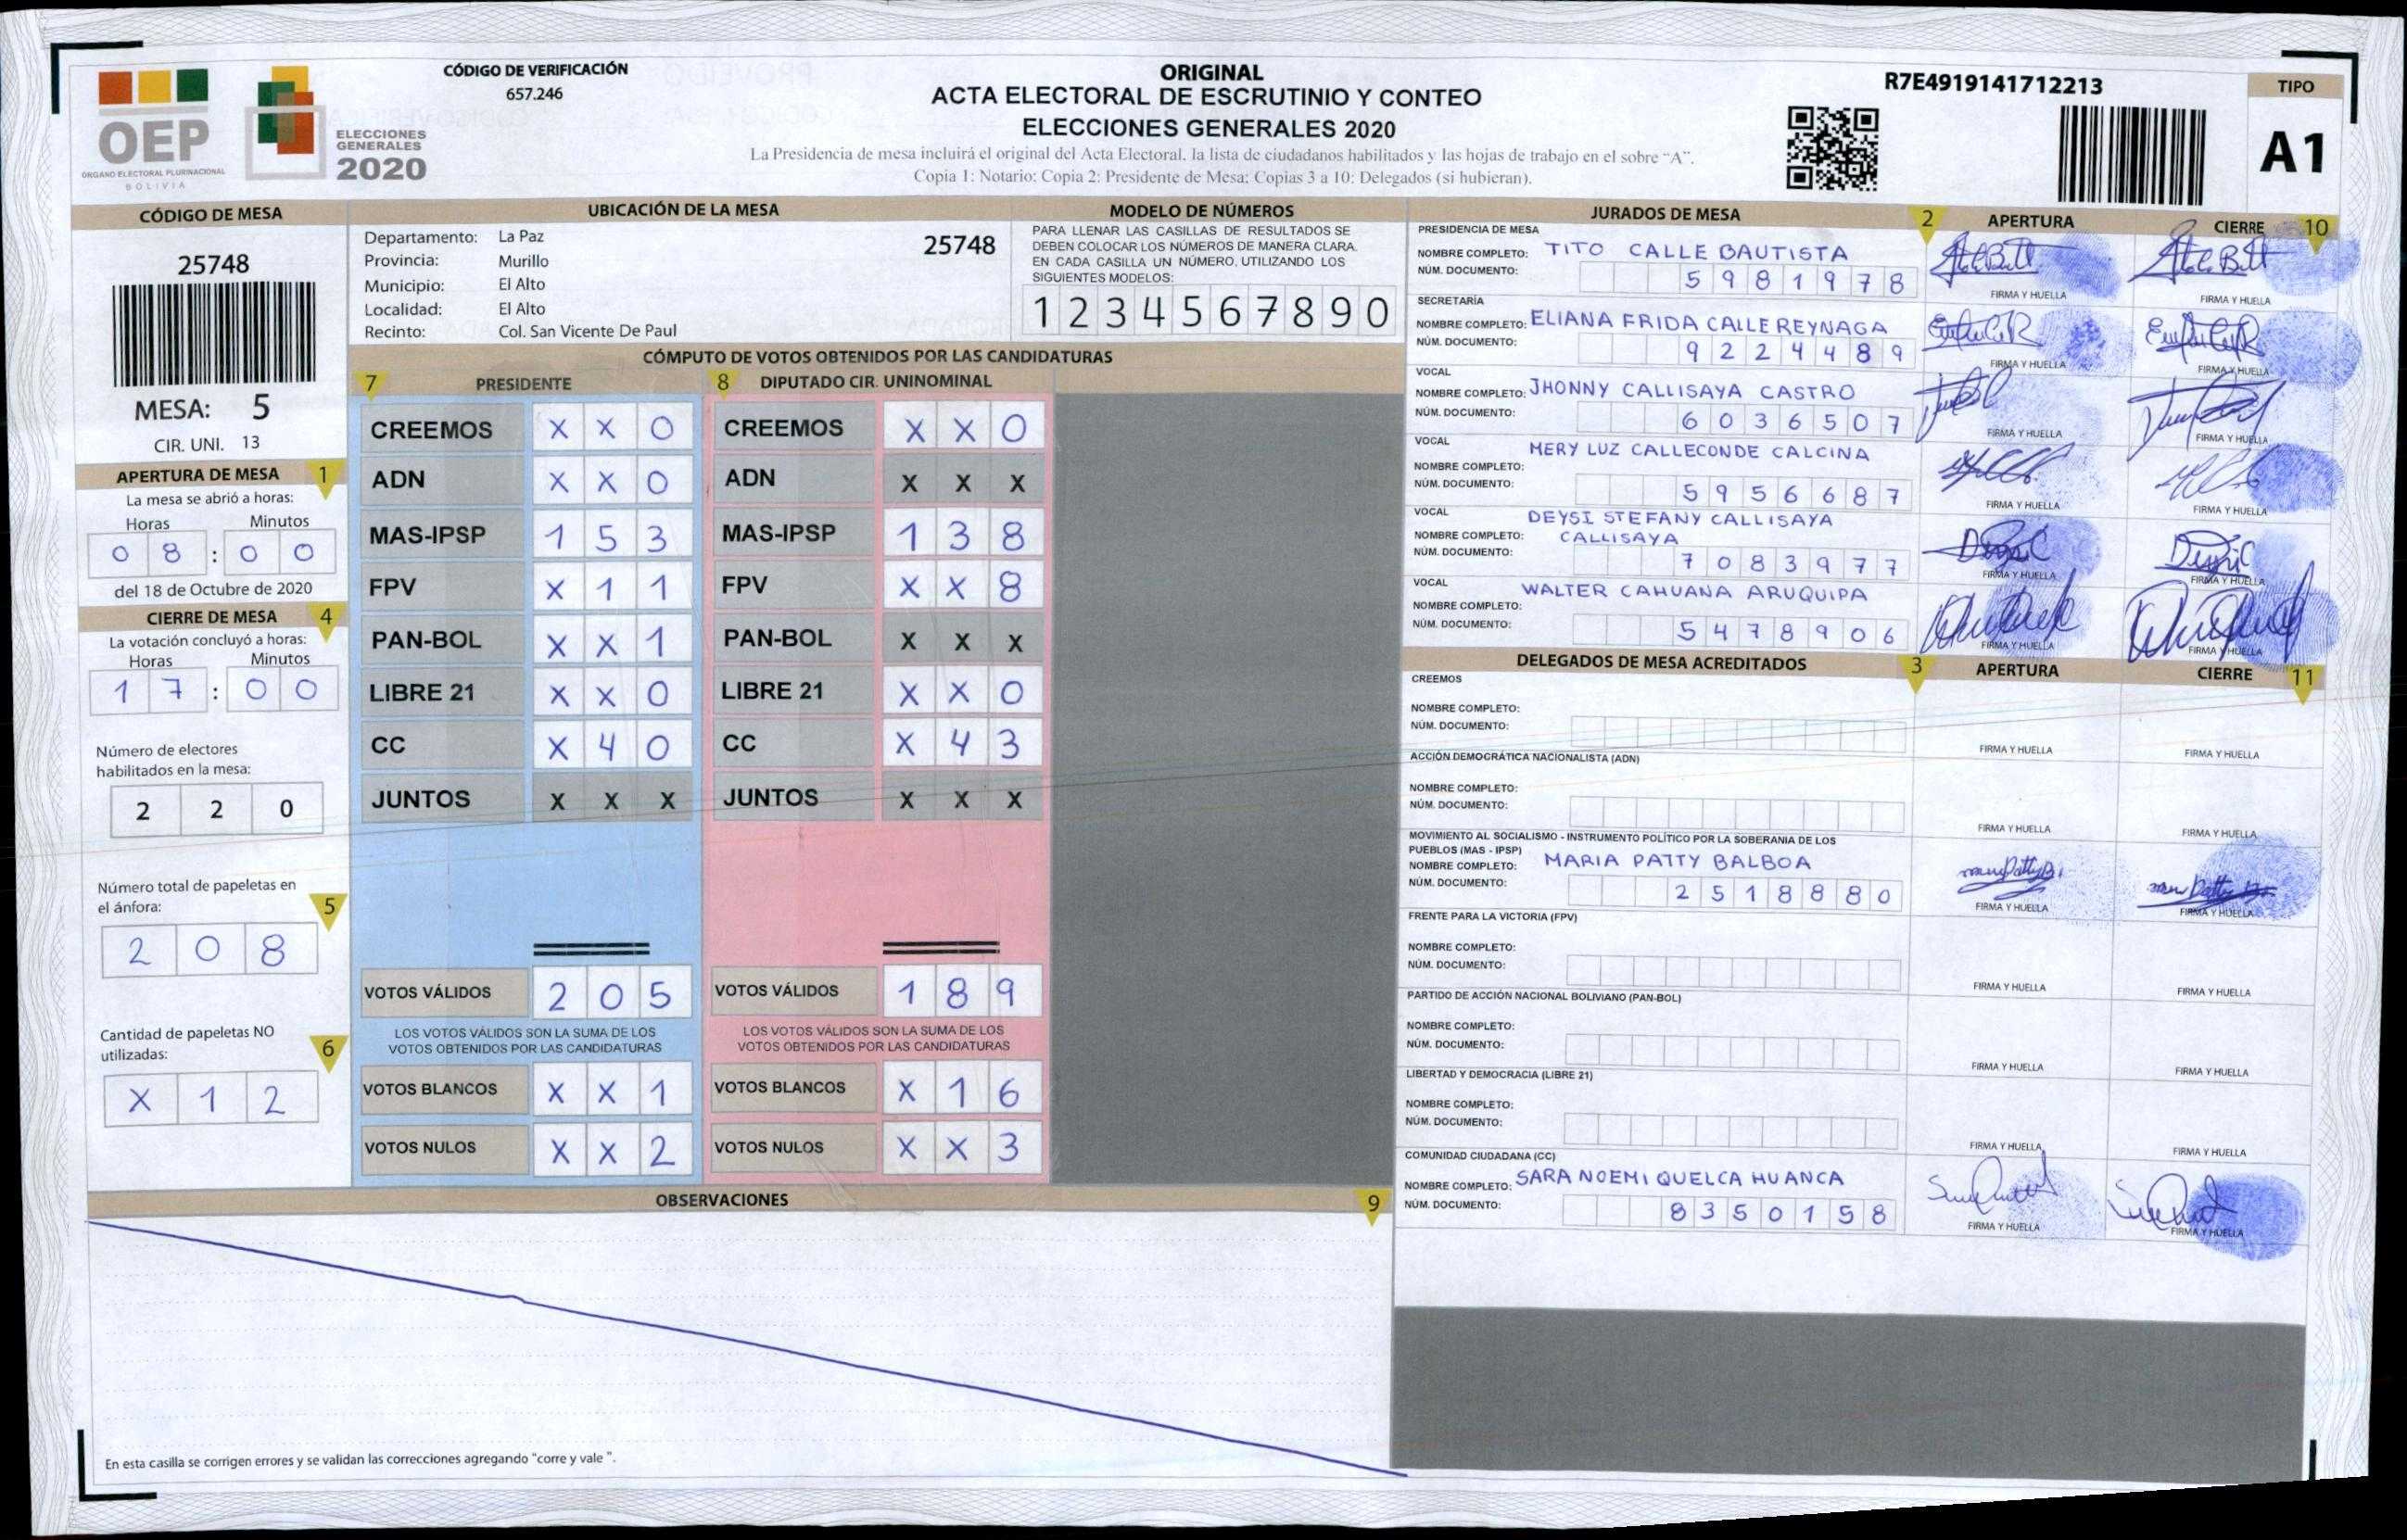 CÓDIGO DE VERIFICACIÓN
657.246
OEP
ÓRGANO ELECTORAL PLURINACIONAL
BOLIVIA
ELECCIONES
GENERALES
2020
ORIGINAL
ACTA ELECTORAL DE ESCRUTINIO Y CONTEO
ELECCIONES GENERALES 2020
La Presidencia de mesa incluirá el original del Acta Electoral, la lista de ciudadanos habilitados y las hojas de trabajo en el sobre "A".
Copia 1: Notario; Copia 2: Presidente de Mesa; Copias 3 a 10: Delegados (si hubieran).
R7E4919141712213
TIPO
A1
CÓDIGO DE MESA
25748
MESA: 5
CIR. UNI. 13
APERTURA DE MESA 1
La mesa se abrió a horas:
Horas Minutos
0 8 : 0 0
del 18 de Octubre de 2020
CIERRE DE MESA 4
La votación concluyó a horas:
Horas Minutos
1 7 : 0 0
Número de electores
habilitados en la mesa:
2 2 0
Número total de papeletas en
el ánfora: 5
2 0 8
Cantidad de papeletas NO
utilizadas: 6
X 1 2
UBICACIÓN DE LA MESA
Departamento: La Paz 25748
Provincia: Murillo
Municipio: El Alto
Localidad: El Alto
Recinto: Col. San Vicente De Paul
MODELO DE NÚMEROS
PARA LLENAR LAS CASILLAS DE RESULTADOS SE
DEBEN COLOCAR LOS NÚMEROS DE MANERA CLARA.
EN CADA CASILLA UN NÚMERO, UTILIZANDO LOS
SIGUIENTES MODELOS:
1 2 3 4 5 6 7 8 9 0
CÓMPUTO DE VOTOS OBTENIDOS POR LAS CANDIDATURAS
7 PRESIDENTE 8 DIPUTADO CIR. UNINOMINAL
CREEMOS X X 0 CREEMOS X X 0
ADN X X 0 ADN X X X
MAS-IPSP 1 5 3 MAS-IPSP 1 3 8
FPV X 1 1 FPV X X 8
PAN-BOL X X 1 PAN-BOL X X X
LIBRE 21 X X 0 LIBRE 21 X X 0
CC X 4 0 CC X 4 3
JUNTOS X X X JUNTOS X X X
VOTOS VÁLIDOS 2 0 5 VOTOS VÁLIDOS 1 8 9
LOS VOTOS VÁLIDOS SON LA SUMA DE LOS LOS VOTOS VÁLIDOS SON LA SUMA DE LOS
VOTOS OBTENIDOS POR LAS CANDIDATURAS VOTOS OBTENIDOS POR LAS CANDIDATURAS
VOTOS BLANCOS X X 1 VOTOS BLANCOS X 1 6
VOTOS NULOS X X 2 VOTOS NULOS X X 3
OBSERVACIONES 9
En esta casilla se corrigen errores y se validan las correcciones agregando "corre y vale".
JURADOS DE MESA 2 APERTURA CIERRE 10
PRESIDENCIA DE MESA
NOMBRE COMPLETO: TITO CALLE BAUTISTA
NÚM. DOCUMENTO: 5 9 8 1 9 7 8
FIRMA Y HUELLA FIRMA Y HUELLA
SECRETARÍA
NOMBRE COMPLETO: ELIANA FRIDA CALLE REYNAGA
NÚM. DOCUMENTO: 9 2 2 4 4 8 9
FIRMA Y HUELLA FIRMA Y HUELLA
VOCAL
NOMBRE COMPLETO: JHONNY CALLISAYA CASTRO
NÚM. DOCUMENTO: 6 0 3 6 5 0 7
FIRMA Y HUELLA FIRMA Y HUELLA
VOCAL
MERY LUZ CALLECONDE CALCINA
NOMBRE COMPLETO:
NÚM. DOCUMENTO: 5 9 5 6 6 8 7
FIRMA Y HUELLA FIRMA Y HUELLA
VOCAL
DEYSI STEFANY CALLISAYA
NOMBRE COMPLETO: CALLISAYA
NÚM. DOCUMENTO: 7 0 8 3 9 7 7
FIRMA Y HUELLA FIRMA Y HUELLA
VOCAL
WALTER CAHUANA ARUQUIPA
NOMBRE COMPLETO:
NÚM. DOCUMENTO: 5 4 7 8 9 0 6
FIRMA Y HUELLA FIRMA Y HUELLA
DELEGADOS DE MESA ACREDITADOS 3 APERTURA CIERRE 11
CREEMOS
NOMBRE COMPLETO:
NÚM. DOCUMENTO:
FIRMA Y HUELLA FIRMA Y HUELLA
ACCIÓN DEMOCRÁTICA NACIONALISTA (ADN)
NOMBRE COMPLETO:
NÚM. DOCUMENTO:
FIRMA Y HUELLA FIRMA Y HUELLA
MOVIMIENTO AL SOCIALISMO - INSTRUMENTO POLÍTICO POR LA SOBERANIA DE LOS
PUEBLOS (MAS - IPSP)
NOMBRE COMPLETO: MARIA PATTY BALBOA
NÚM. DOCUMENTO: 2 5 1 8 8 8 0
FIRMA Y HUELLA FIRMA Y HUELLA
FRENTE PARA LA VICTORIA (FPV)
NOMBRE COMPLETO:
NÚM. DOCUMENTO:
FIRMA Y HUELLA FIRMA Y HUELLA
PARTIDO DE ACCIÓN NACIONAL BOLIVIANO (PAN-BOL)
NOMBRE COMPLETO:
NÚM. DOCUMENTO:
FIRMA Y HUELLA FIRMA Y HUELLA
LIBERTAD Y DEMOCRACIA (LIBRE 21)
NOMBRE COMPLETO:
NÚM. DOCUMENTO:
FIRMA Y HUELLA FIRMA Y HUELLA
COMUNIDAD CIUDADANA (CC)
NOMBRE COMPLETO: SARA NOEMI QUELCA HUANCA
NÚM. DOCUMENTO: 8 3 5 0 1 5 8
FIRMA Y HUELLA FIRMA Y HUELLA